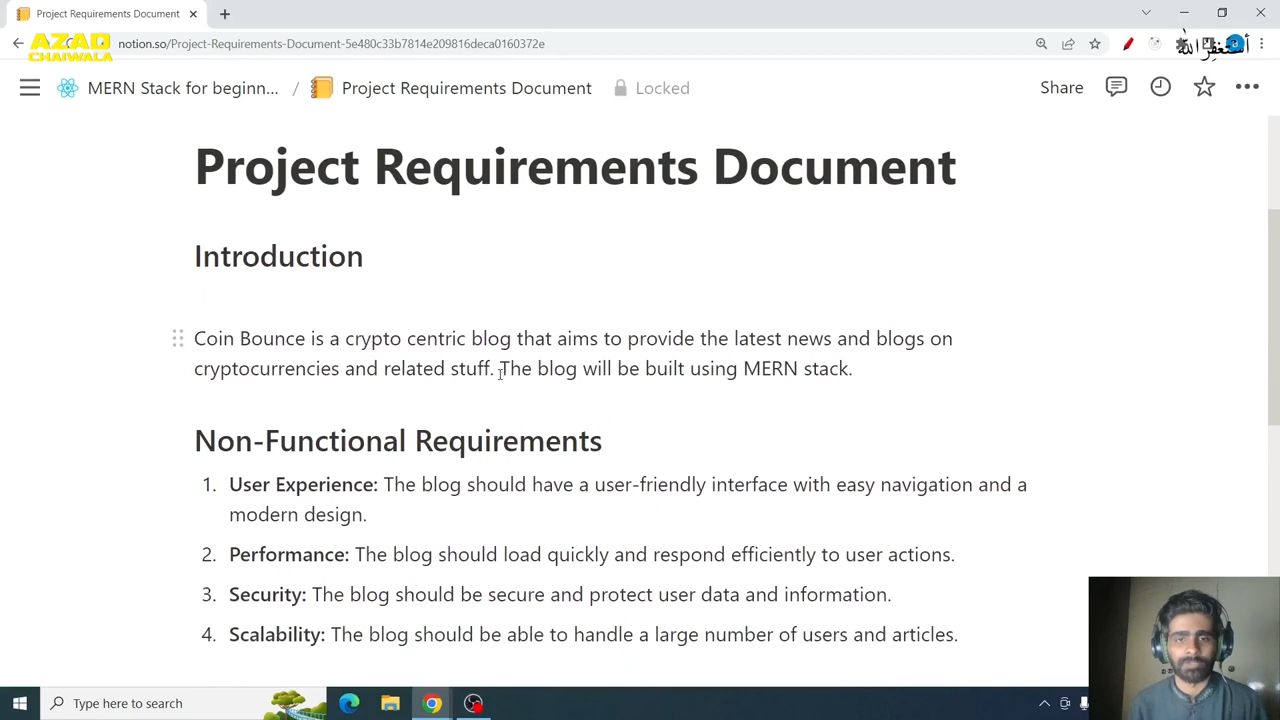 Project Requirements Document
AZAD
CHAIWALA
notion.so/Project-Requirements-Document-5e480c33b7814e209816deca0160372e
أستغفر الله
MERN Stack for beginn... / Project Requirements Document Locked
Share
Project Requirements Document
Introduction
Coin Bounce is a crypto centric blog that aims to provide the latest news and blogs on
cryptocurrencies and related stuff. The blog will be built using MERN stack.
Non-Functional Requirements
1. User Experience: The blog should have a user-friendly interface with easy navigation and a
modern design.
2. Performance: The blog should load quickly and respond efficiently to user actions.
3. Security: The blog should be secure and protect user data and information.
4. Scalability: The blog should be able to handle a large number of users and articles.
Type here to search